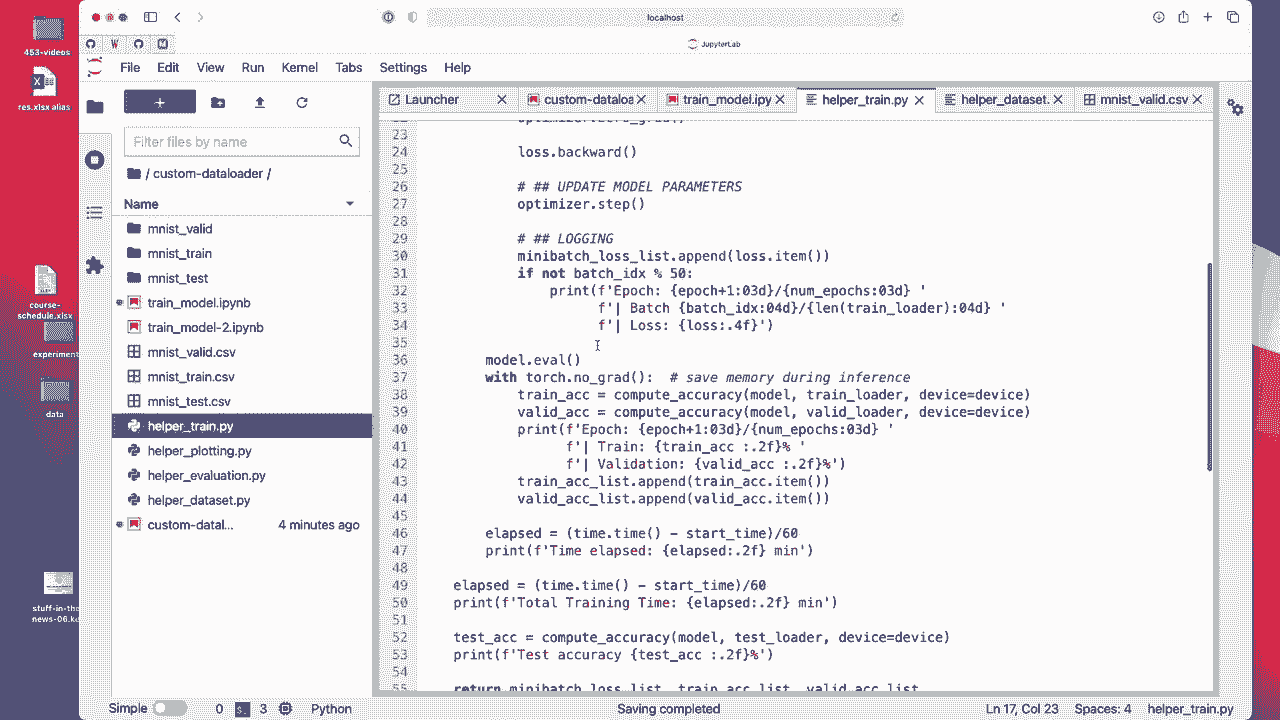 localhost
JupyterLab
File Edit View Run Kernel Tabs Settings Help
Launcher
custom-dataloa
train_model.ipy
helper_train.py
helper_dataset.
mnist_valid.csv
Filter files by name
/ custom-dataloader /
Name
mnist_valid
mnist_train
mnist_test
train_model.ipynb
train_model-2.ipynb
mnist_valid.csv
mnist_train.csv
mnist_test.csv
helper_train.py
helper_plotting.py
helper_evaluation.py
helper_dataset.py
custom-datal... 4 minutes ago
23
24 loss.backward()
25
26 # ## UPDATE MODEL PARAMETERS
27 optimizer.step()
28
29 # ## LOGGING
30 minibatch_loss_list.append(loss.item())
31 if not batch_idx % 50:
32 print(f'Epoch: {epoch+1:03d}/{num_epochs:03d} '
33 f'| Batch {batch_idx:04d}/{len(train_loader):04d} '
34 f'| Loss: {loss:.4f}')
35
36 model.eval()
37 with torch.no_grad():  # save memory during inference
38 train_acc = compute_accuracy(model, train_loader, device=device)
39 valid_acc = compute_accuracy(model, valid_loader, device=device)
40 print(f'Epoch: {epoch+1:03d}/{num_epochs:03d} '
41 f'| Train: {train_acc :.2f}% '
42 f'| Validation: {valid_acc :.2f}%')
43 train_acc_list.append(train_acc.item())
44 valid_acc_list.append(valid_acc.item())
45
46 elapsed = (time.time() - start_time)/60
47 print(f'Time elapsed: {elapsed:.2f} min')
48
49 elapsed = (time.time() - start_time)/60
50 print(f'Total Training Time: {elapsed:.2f} min')
51
52 test_acc = compute_accuracy(model, test_loader, device=device)
53 print(f'Test accuracy {test_acc :.2f}%')
54
55 return minibatch_loss_list, train_acc_list, valid_acc_list
Simple 0 3 Python Saving completed Ln 17, Col 23 Spaces: 4 helper_train.py
453-videos
res.xlsx alias
course-
schedule.xlsx
experiment
data
stuff-in-the
news-06.ke